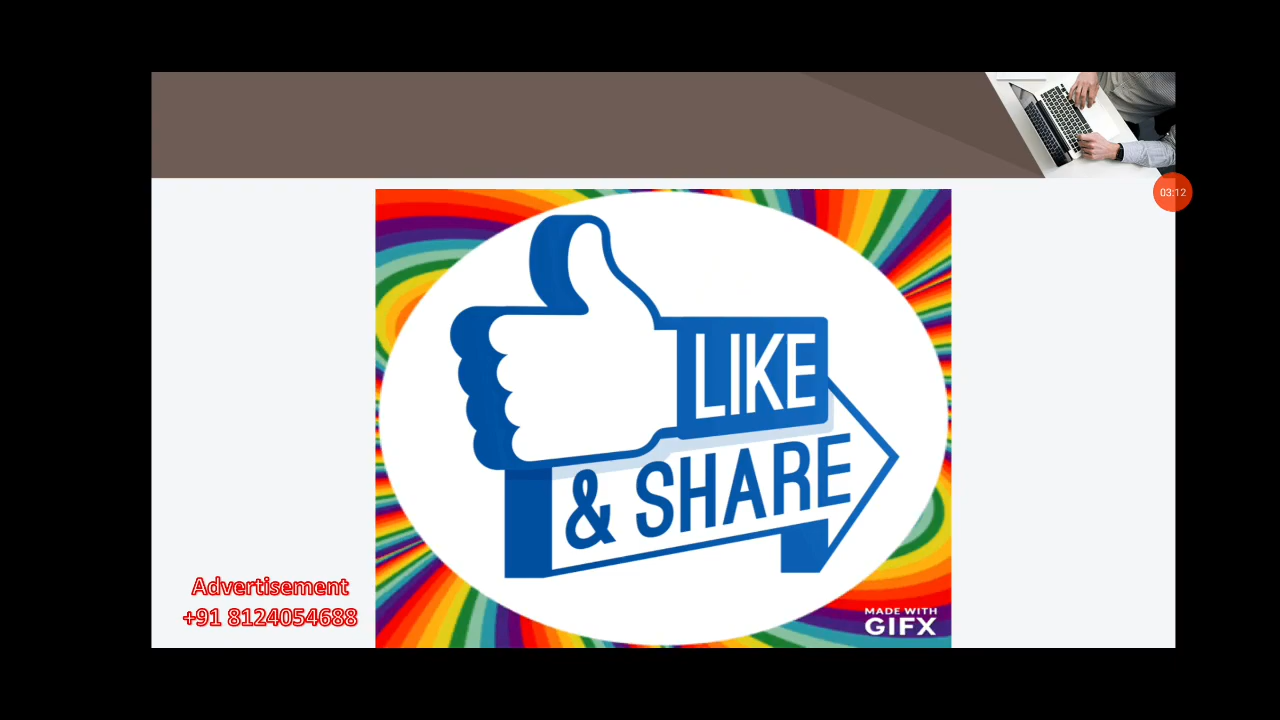 03:12
LIKE
& SHARE
Advertisement
+91 8124054688
MADE WITH
GIFX